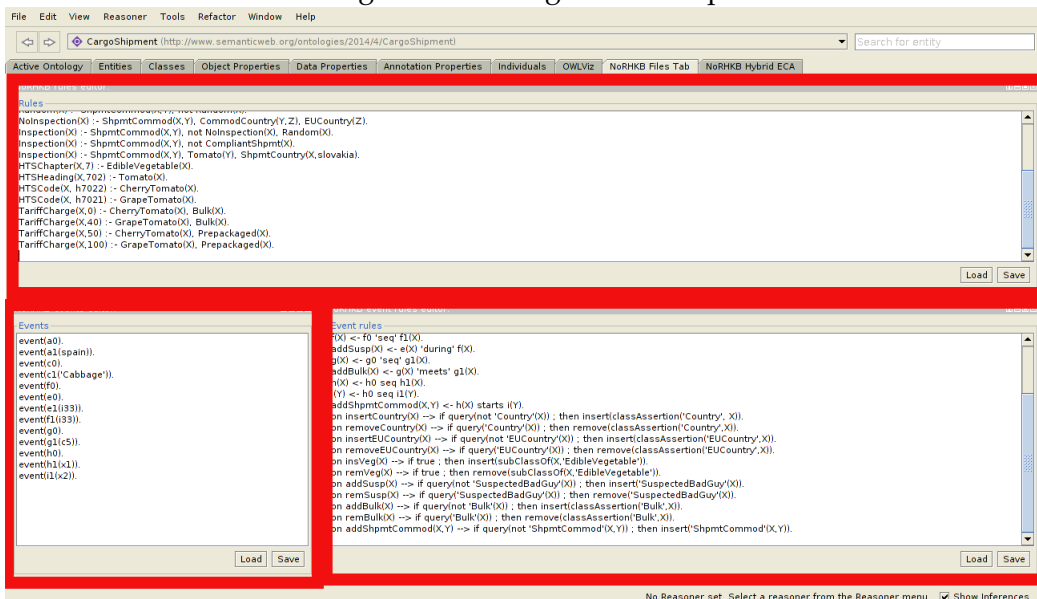 File Edit View Reasoner Tools Refactor Window Help
CargoShipment (http://www.semanticweb.org/ontologies/2014/4/CargoShipment)
Search for entity
Active Ontology Entities Classes Object Properties Data Properties Annotation Properties Individuals OWLViz NoRHKB Files Tab NoRHKB Hybrid ECA
Rules
NoInspection(X) :- ShpmtCommod(X,Y), CommodCountry(Y,Z), EUCountry(Z).
Inspection(X) :- ShpmtCommod(X,Y), not NoInspection(X), Random(X).
Inspection(X) :- ShpmtCommod(X,Y), not CompliantShpmt(X).
Inspection(X) :- ShpmtCommod(X,Y), Tomato(Y), ShpmtCountry(X,slovakia).
HTSChapter(X,7) :- EdibleVegetable(X).
HTSHeading(X,702) :- Tomato(X).
HTSCode(X, h7022) :- CherryTomato(X).
HTSCode(X, h7021) :- GrapeTomato(X).
TariffCharge(X,0) :- CherryTomato(X), Bulk(X).
TariffCharge(X,40) :- GrapeTomato(X), Bulk(X).
TariffCharge(X,50) :- CherryTomato(X), Prepackaged(X).
TariffCharge(X,100) :- GrapeTomato(X), Prepackaged(X).
Load Save
Events
event(a0).
event(a1(spain)).
event(c0).
event(c1('Cabbage')).
event(f0).
event(e0).
event(e1(i33)).
event(f1(i33)).
event(g0).
event(g1(c5)).
event(h0).
event(h1(x1)).
event(i1(x2)).
Load Save
Event rules
f(X) <- f0 'seq' f1(X).
addSusp(X) <- e(X) 'during' f(X).
g(X) <- g0 'seq' g1(X).
addBulk(X) <- g(X) 'meets' g1(X).
h(X) <- h0 seq h1(X).
i(Y) <- h0 seq i1(Y).
addShpmtCommod(X,Y) <- h(X) starts i(Y).
on insertCountry(X) --> if query(not 'Country'(X)) ; then insert(classAssertion('Country', X)).
on removeCountry(X) --> if query('Country'(X)) ; then remove(classAssertion('Country',X)).
on insertEUCountry(X) --> if query(not 'EUCountry'(X)) ; then insert(classAssertion('EUCountry',X)).
on removeEUCountry(X) --> if query('EUCountry'(X)) ; then remove(classAssertion('EUCountry',X)).
on insVeg(X) --> if true ; then insert(subClassOf(X,'EdibleVegetable')).
on remVeg(X) --> if true ; then remove(subClassOf(X,'EdibleVegetable')).
on addSusp(X) --> if query(not 'SuspectedBadGuy'(X)) ; then insert('SuspectedBadGuy'(X)).
on remSusp(X) --> if query('SuspectedBadGuy'(X)) ; then remove('SuspectedBadGuy'(X)).
on addBulk(X) --> if query(not 'Bulk'(X)) ; then insert(classAssertion('Bulk',X)).
on remBulk(X) --> if query('Bulk'(X)) ; then remove(classAssertion('Bulk',X)).
on addShpmtCommod(X,Y) --> if query(not 'ShpmtCommod'(X,Y)) ; then insert('ShpmtCommod'(X,Y)).
Load Save
No Reasoner set. Select a reasoner from the Reasoner menu Show Inferences